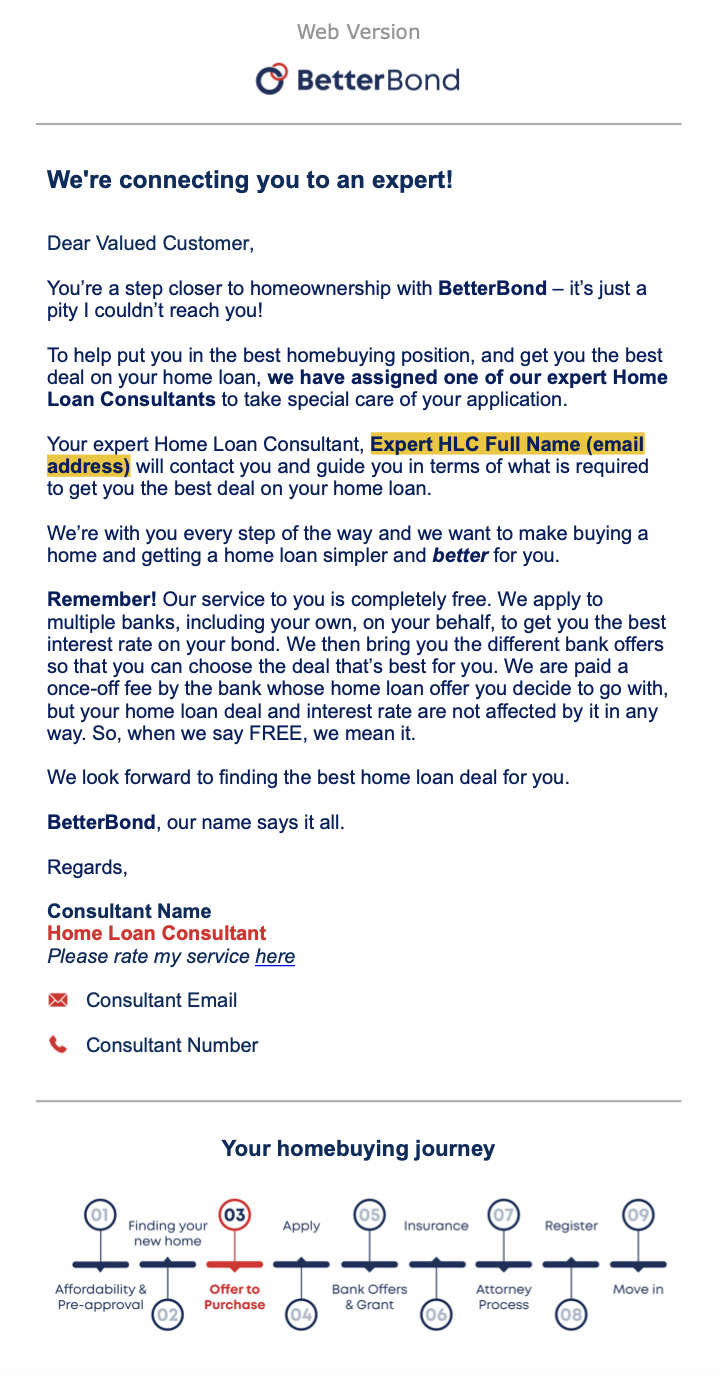 Web Version
BetterBond
We're connecting you to an expert!
Dear Valued Customer,
You’re a step closer to homeownership with BetterBond – it’s just a
pity I couldn’t reach you!
To help put you in the best homebuying position, and get you the best
deal on your home loan, we have assigned one of our expert Home
Loan Consultants to take special care of your application.
Your expert Home Loan Consultant, Expert HLC Full Name (email
address) will contact you and guide you in terms of what is required
to get you the best deal on your home loan.
We’re with you every step of the way and we want to make buying a
home and getting a home loan simpler and better for you.
Remember! Our service to you is completely free. We apply to
multiple banks, including your own, on your behalf, to get you the best
interest rate on your bond. We then bring you the different bank offers
so that you can choose the deal that’s best for you. We are paid a
once-off fee by the bank whose home loan offer you decide to go with,
but your home loan deal and interest rate are not affected by it in any
way. So, when we say FREE, we mean it.
We look forward to finding the best home loan deal for you.
BetterBond, our name says it all.
Regards,
Consultant Name
Home Loan Consultant
Please rate my service here
Consultant Email
Consultant Number
Your homebuying journey
01
Affordability &
Pre-approval
Finding your
new home
02
03
Offer to
Purchase
Apply
04
05
Bank Offers
& Grant
Insurance
06
07
Attorney
Process
Register
08
09
Move in